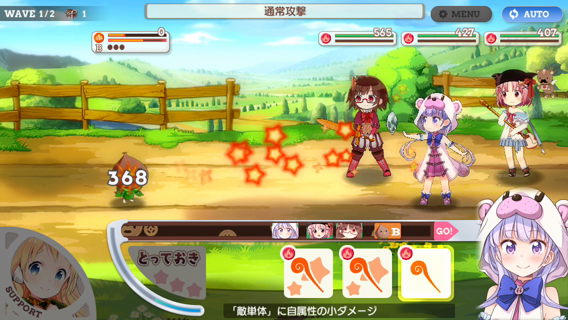 WAVE 1/2 1
通常攻撃
MENU
AUTO
0
B
565
427
407
368
B GO!
とっておき
SUPPORT
「敵単体」に自属性の小ダメージ